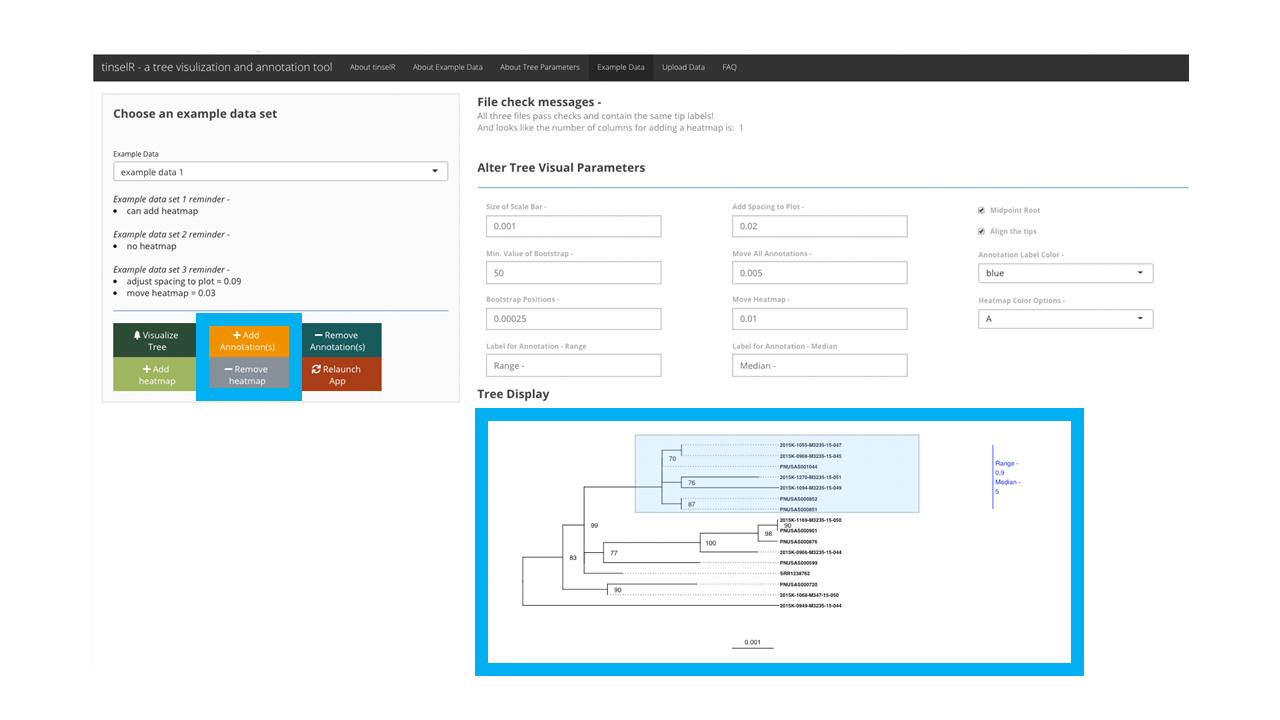 tinselR - a tree visulization and annotation tool
About tinselR
About Example Data
About Tree Parameters
Example Data
Upload Data
FAQ
Choose an example data set
Example Data
example data 1
Example data set 1 reminder -
can add heatmap
Example data set 2 reminder -
no heatmap
Example data set 3 reminder -
adjust spacing to plot = 0.09
move heatmap = 0.03
Visualize
Tree
Add
Annotation(s)
Remove
Annotation(s)
Add
heatmap
Remove
heatmap
Relaunch
App
File check messages -
All three files pass checks and contain the same tip labels!
And looks like the number of columns for adding a heatmap is: 1
Alter Tree Visual Parameters
Size of Scale Bar -
0.001
Min. Value of Bootstrap -
50
Bootstrap Positions -
0.00025
Label for Annotation - Range
Range -
Add Spacing to Plot -
0.02
Move All Annotations -
0.005
Move Heatmap -
0.01
Label for Annotation - Median
Median -
Midpoint Root
Align the tips
Annotation Label Color -
blue
Heatmap Color Options -
A
Tree Display
2015K-1055-M3235-15-047
2015K-0968-M3235-15-045
70
PNUSAS001044
2015K-1270-M3235-15-051
76
2015K-1094-M3235-15-049
PNUSAS000852
87
PNUSAS000851
2015K-1169-M3235-15-050
99
90
PNUSAS000901
98
PNUSAS000876
100
2015K-0966-M3235-15-044
77
83
PNUSAS000599
SRR1238762
PNUSAS000720
90
2015K-1068-M347-15-050
2015K-0949-M3235-15-044
Range -
0,9
Median -
5
0.001